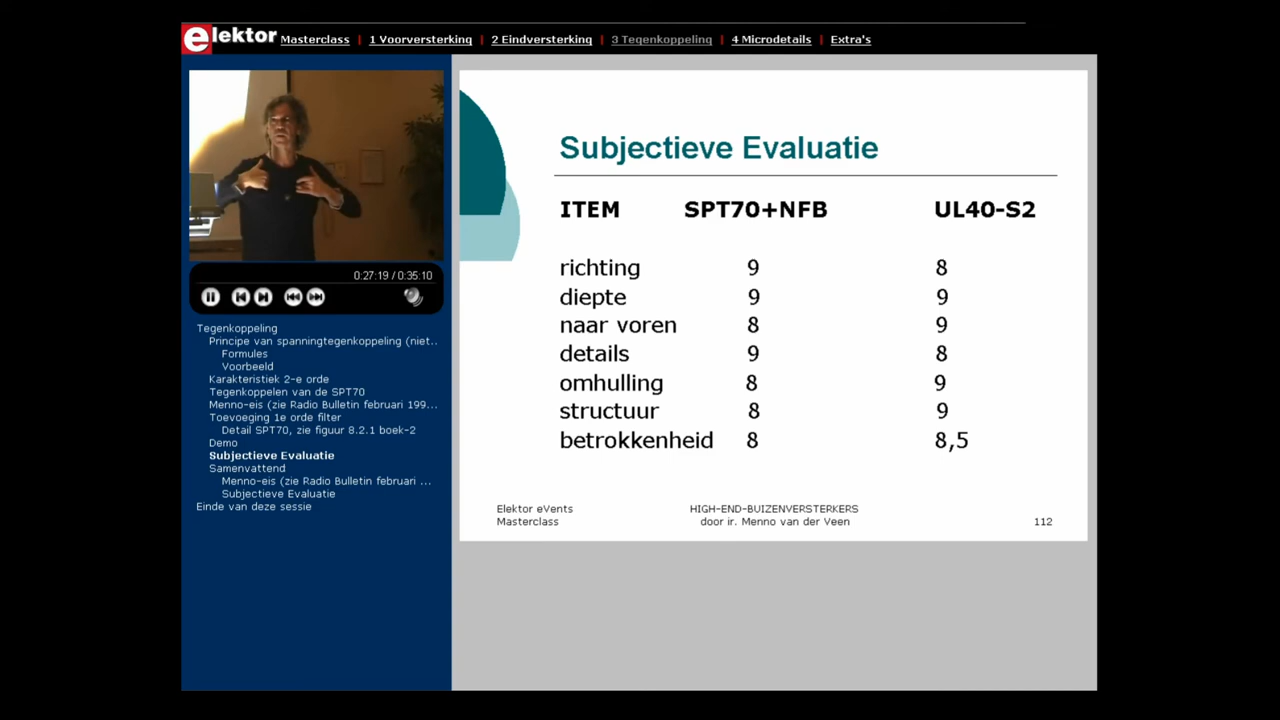 elektor Masterclass | 1 Voorversterking | 2 Eindversterking | 3 Tegenkoppeling | 4 Microdetails | Extra's
0:27:19 / 0:35:10
Tegenkoppeling
Principe van spanningtegenkoppeling (niet..
Formules
Voorbeeld
Karakteristiek 2-e orde
Tegenkoppelen van de SPT70
Menno-eis (zie Radio Bulletin februari 199...
Toevoeging 1e orde filter
Detail SPT70, zie figuur 8.2.1 boek-2
Demo
Subjectieve Evaluatie
Samenvattend
Menno-eis (zie Radio Bulletin februari ...
Subjectieve Evaluatie
Einde van deze sessie
Subjectieve Evaluatie
ITEM SPT70+NFB UL40-S2
richting 9 8
diepte 9 9
naar voren 8 9
details 9 8
omhulling 8 9
structuur 8 9
betrokkenheid 8 8,5
Elektor eEvents HIGH-END-BUIZENVERSTERKERS
Masterclass door ir. Menno van der Veen 112